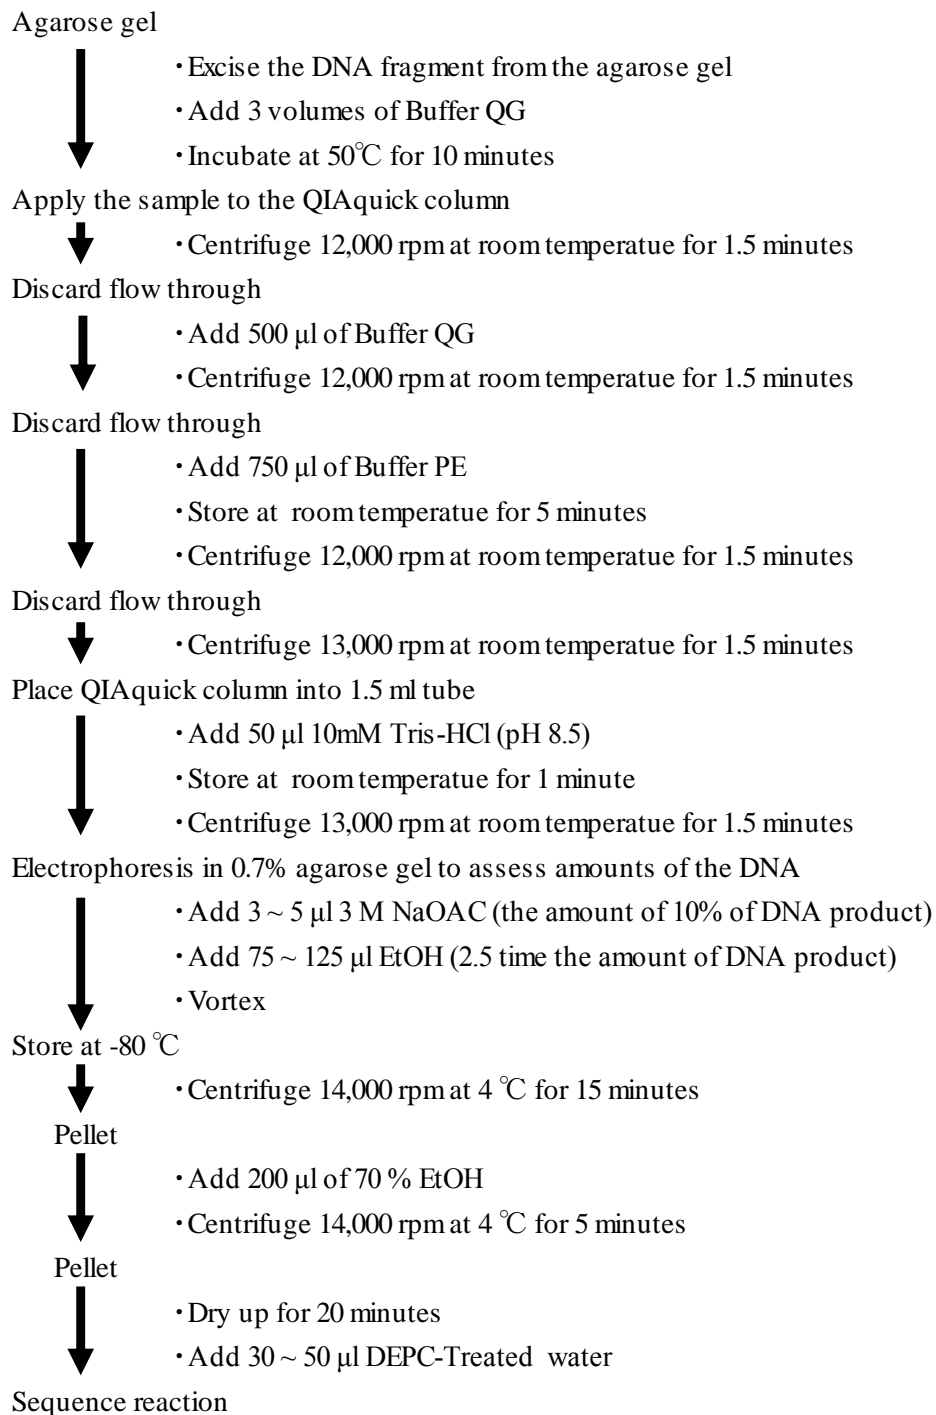 Agarose gel
・Excise the DNA fragment from the agarose gel
・Add 3 volumes of Buffer QG
・Incubate at 50℃ for 10 minutes
Apply the sample to the QIAquick column
・Centrifuge 12,000 rpm at room temperatue for 1.5 minutes
Discard flow through
・Add 500 μl of Buffer QG
・Centrifuge 12,000 rpm at room temperatue for 1.5 minutes
Discard flow through
・Add 750 μl of Buffer PE
・Store at room temperatue for 5 minutes
・Centrifuge 12,000 rpm at room temperatue for 1.5 minutes
Discard flow through
・Centrifuge 13,000 rpm at room temperatue for 1.5 minutes
Place QIAquick column into 1.5 ml tube
・Add 50 μl 10mM Tris-HCl (pH 8.5)
・Store at room temperatue for 1 minute
・Centrifuge 13,000 rpm at room temperatue for 1.5 minutes
Electrophoresis in 0.7% agarose gel to assess amounts of the DNA
・Add 3 ~ 5 μl 3 M NaOAC (the amount of 10% of DNA product)
・Add 75 ~ 125 μl EtOH (2.5 time the amount of DNA product)
・Vortex
Store at -80 ℃
・Centrifuge 14,000 rpm at 4 ℃ for 15 minutes
Pellet
・Add 200 μl of 70 % EtOH
・Centrifuge 14,000 rpm at 4 ℃ for 5 minutes
Pellet
・Dry up for 20 minutes
・Add 30 ~ 50 μl DEPC-Treated water
Sequence reaction